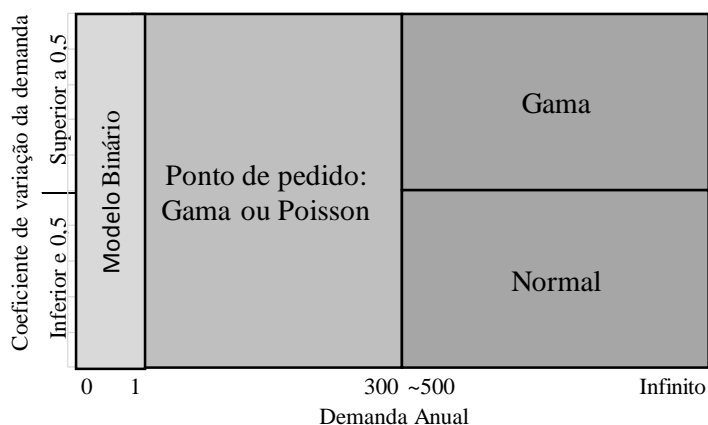 Coeficiente de variação da demanda
Superior a 0,5
Inferior e 0,5
Modelo Binário
Ponto de pedido:
Gama ou Poisson
Gama
Normal
0 1 300 ~500 Infinito
Demanda Anual